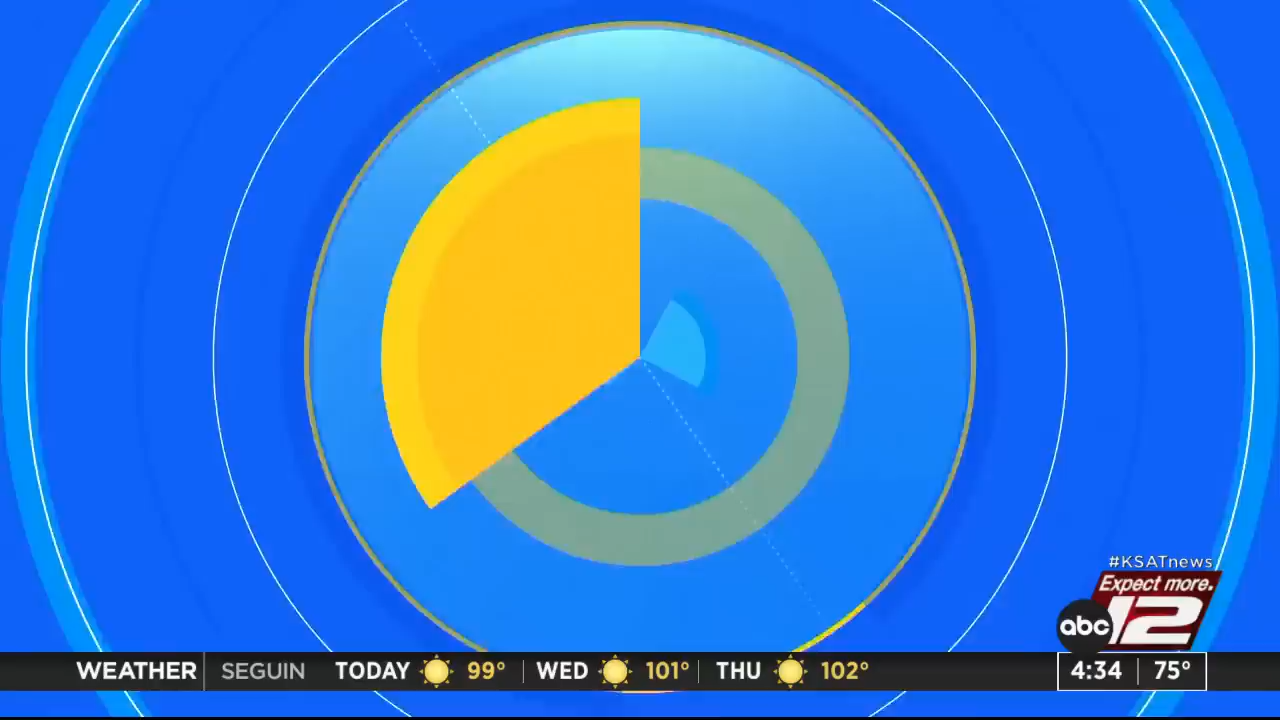 #KSATnews
Expect more.
abc 12
WEATHER SEGUIN TODAY 99° WED 101° THU 102° 4:34 75°